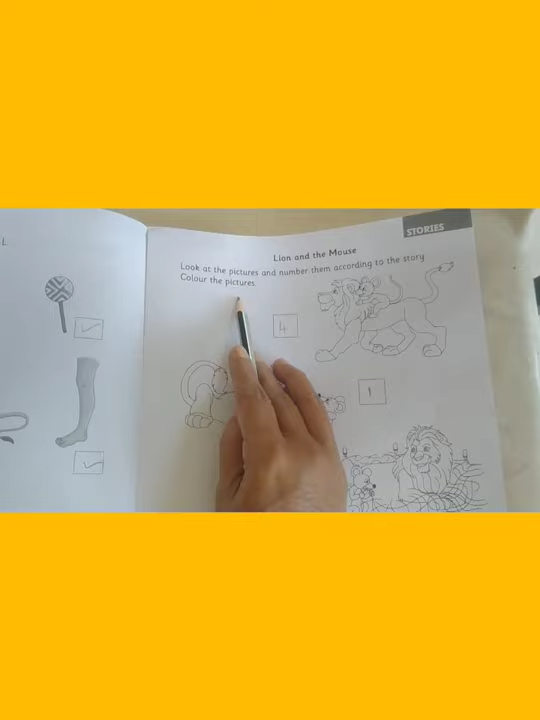 L
STORIES
Lion and the Mouse
Look at the pictures and number them according to the story
Colour the pictures.
4
1